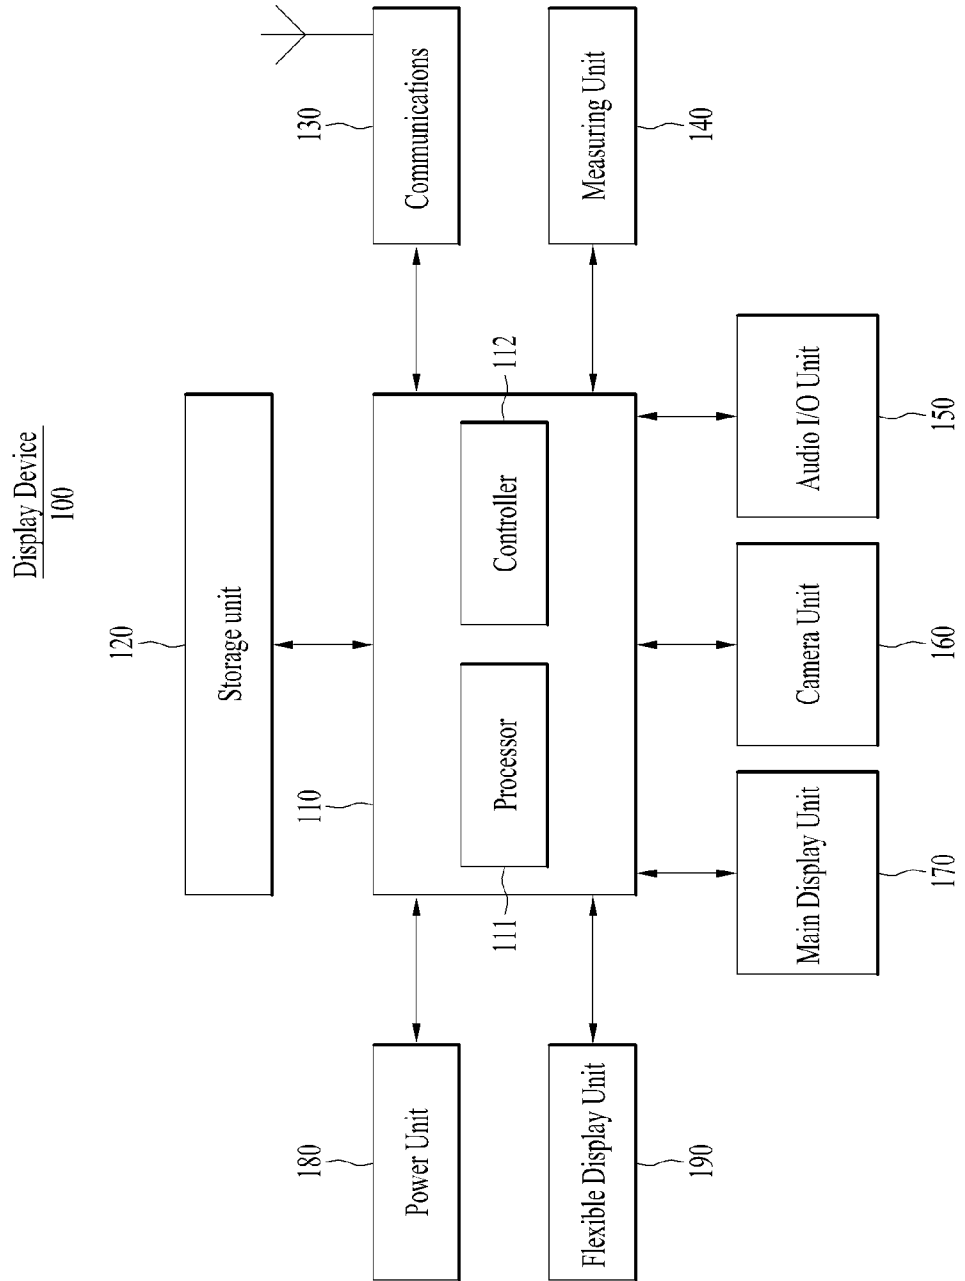 Display Device
100
120
Storage unit
110
130
Communications
180
Power Unit
112
Processor
Controller
111
Flexible Display Unit
190
Measuring Unit
140
Main Display Unit
170
Camera Unit
160
Audio I/O Unit
150